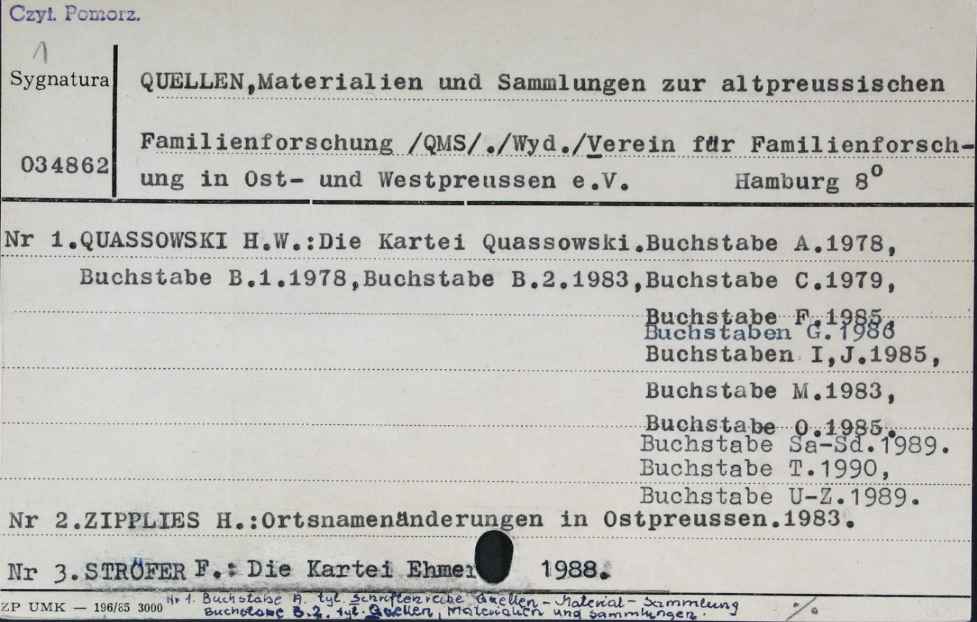 Czyt. Pomorz.
1
Sygnatura
034862
QUELLEN,Materialien und Sammlungen zur altpreussischen
Familienforschung /QMS/./Wyd./Verein für Familienforsch-
ung in Ost- und Westpreussen e.V. Hamburg 8°
Nr 1.QUASSOWSKI H.W.:Die Kartei Quassowski.Buchstabe A.1978,
Buchstabe B.1.1978,Buchstabe B.2.1983,Buchstabe C.1979,
Buchstabe F.1985,
Buchstaben G.1986
Buchstaben I,J.1985,
Buchstabe M.1983,
Buchstabe O.1985.
Buchstabe Sa-Sd.1989.
Buchstabe T.1990,
Buchstabe U-Z.1989.
Nr 2.ZIPPLIES H.:Ortsnamenänderungen in Ostpreussen.1983.
Nr 3.STRÖFER F.: Die Kartei Ehmer 1988.
ZP UMK — 196/85 3000
Nr 1. Buchstabe A. tyt. Schriftenreihe Quellen - Material - Sammlung
Buchstabe B.2. tyt. Quellen, Materialien und Sammlungen.
%